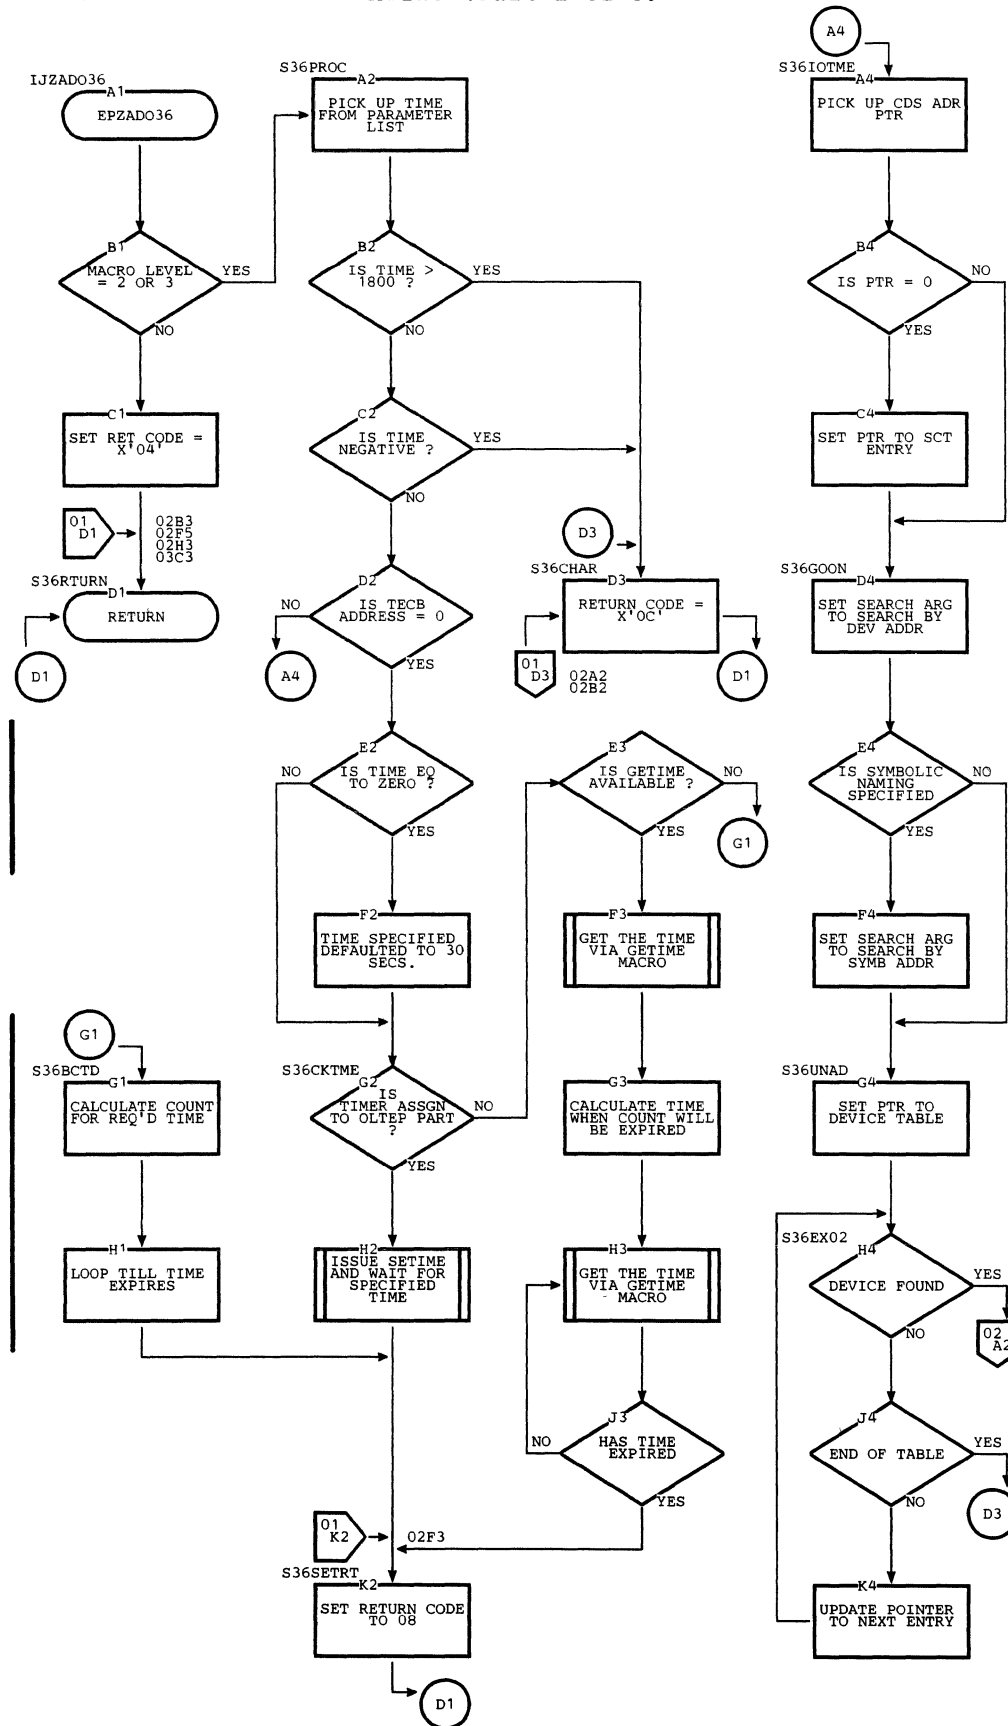 IJZADO36
A1
EPZADO36
B1
MACRO LEVEL
= 2 OR 3
YES
NO
C1
SET RET CODE =
X'04'
01
D1
02B3
02F5
02H3
03C3
S36RTURN
D1
RETURN
D1
G1
S36BCTD
G1
CALCULATE COUNT
FOR REQ'D TIME
H1
LOOP TILL TIME
EXPIRES
S36PROC
A2
PICK UP TIME
FROM PARAMETER
LIST
B2
IS TIME >
1800 ?
YES
NO
C2
IS TIME
NEGATIVE ?
YES
NO
D2
IS TECB
ADDRESS = 0
NO
YES
A4
E2
IS TIME EQ
TO ZERO ?
NO
YES
F2
TIME SPECIFIED
DEFAULTED TO 30
SECS.
S36CKTME
G2
IS
TIMER ASSGN
TO OLTEP PART
?
NO
YES
H2
ISSUE SETIME
AND WAIT FOR
SPECIFIED
TIME
01
K2
02F3
S36SETRT
K2
SET RETURN CODE
TO 08
D1
D3
S36CHAR
D3
RETURN CODE =
X'0C'
01
D3
02A2
02B2
D1
E3
IS GETIME
AVAILABLE ?
NO
YES
G1
F3
GET THE TIME
VIA GETIME
MACRO
G3
CALCULATE TIME
WHEN COUNT WILL
BE EXPIRED
H3
GET THE TIME
VIA GETIME
MACRO
J3
HAS TIME
EXPIRED
NO
YES
A4
S36IOTME
A4
PICK UP CDS ADR
PTR
B4
IS PTR = 0
NO
YES
C4
SET PTR TO SCT
ENTRY
S36GOON
D4
SET SEARCH ARG
TO SEARCH BY
DEV ADDR
E4
IS SYMBOLIC
NAMING
SPECIFIED
NO
YES
F4
SET SEARCH ARG
TO SEARCH BY
SYMB ADDR
S36UNAD
G4
SET PTR TO
DEVICE TABLE
S36EX02
H4
DEVICE FOUND
YES
NO
02
A2
J4
END OF TABLE
YES
NO
D3
K4
UPDATE POINTER
TO NEXT ENTRY